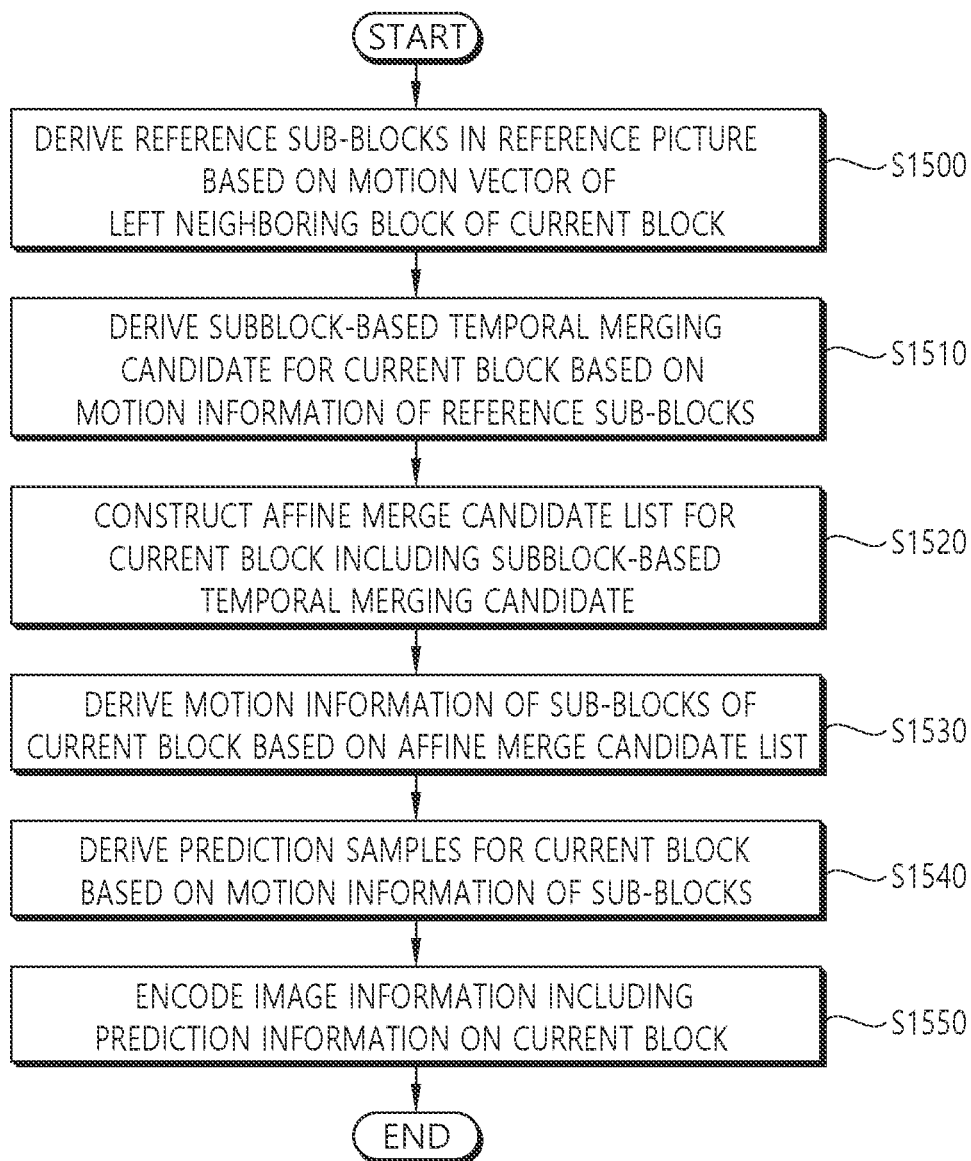 START
DERIVE REFERENCE SUB-BLOCKS IN REFERENCE PICTURE
BASED ON MOTION VECTOR OF
LEFT NEIGHBORING BLOCK OF CURRENT BLOCK
S1500
DERIVE SUBBLOCK-BASED TEMPORAL MERGING
CANDIDATE FOR CURRENT BLOCK BASED ON
MOTION INFORMATION OF REFERENCE SUB-BLOCKS
S1510
CONSTRUCT AFFINE MERGE CANDIDATE LIST FOR
CURRENT BLOCK INCLUDING SUBBLOCK-BASED
TEMPORAL MERGING CANDIDATE
S1520
DERIVE MOTION INFORMATION OF SUB-BLOCKS OF
CURRENT BLOCK BASED ON AFFINE MERGE CANDIDATE LIST
S1530
DERIVE PREDICTION SAMPLES FOR CURRENT BLOCK
BASED ON MOTION INFORMATION OF SUB-BLOCKS
S1540
ENCODE IMAGE INFORMATION INCLUDING
PREDICTION INFORMATION ON CURRENT BLOCK
S1550
END